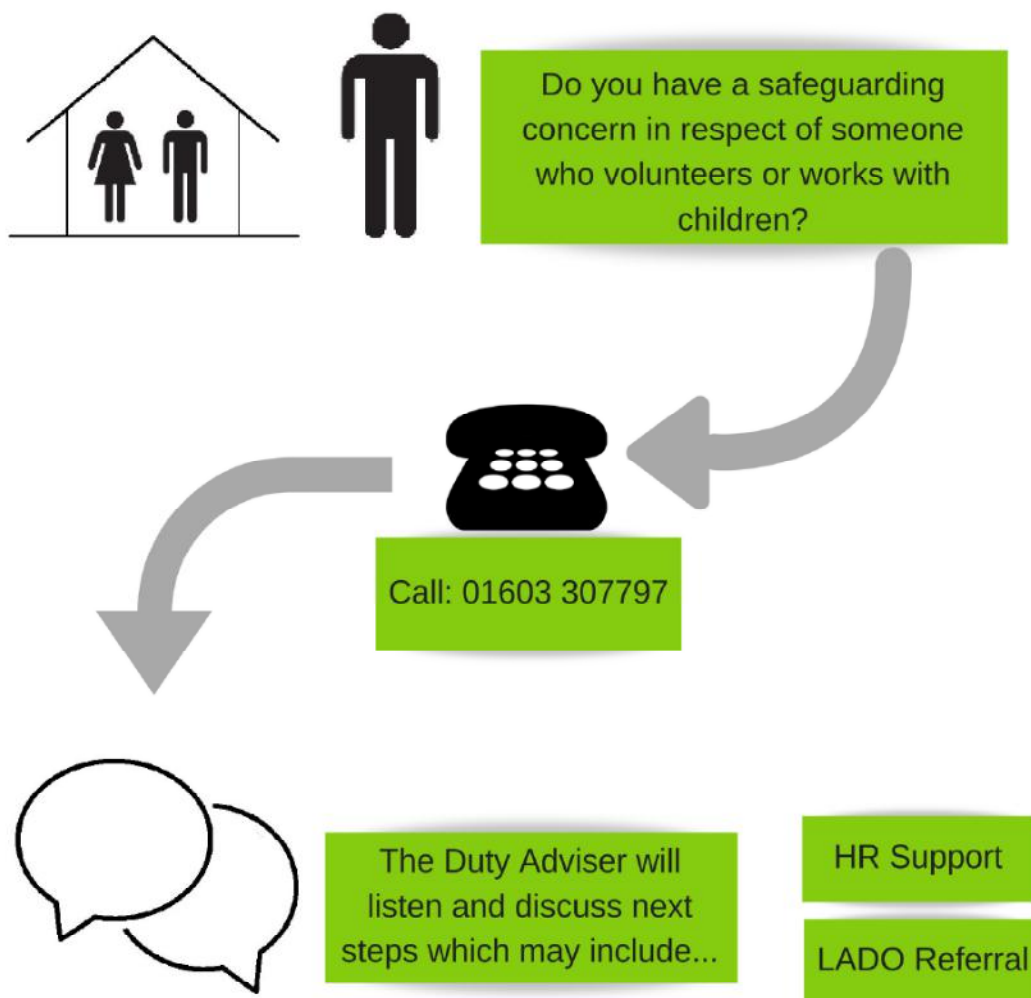 Do you have a safeguarding
concern in respect of someone
who volunteers or works with
children?
Call: 01603 307797
The Duty Adviser will
listen and discuss next
steps which may include...
HR Support
LADO Referral